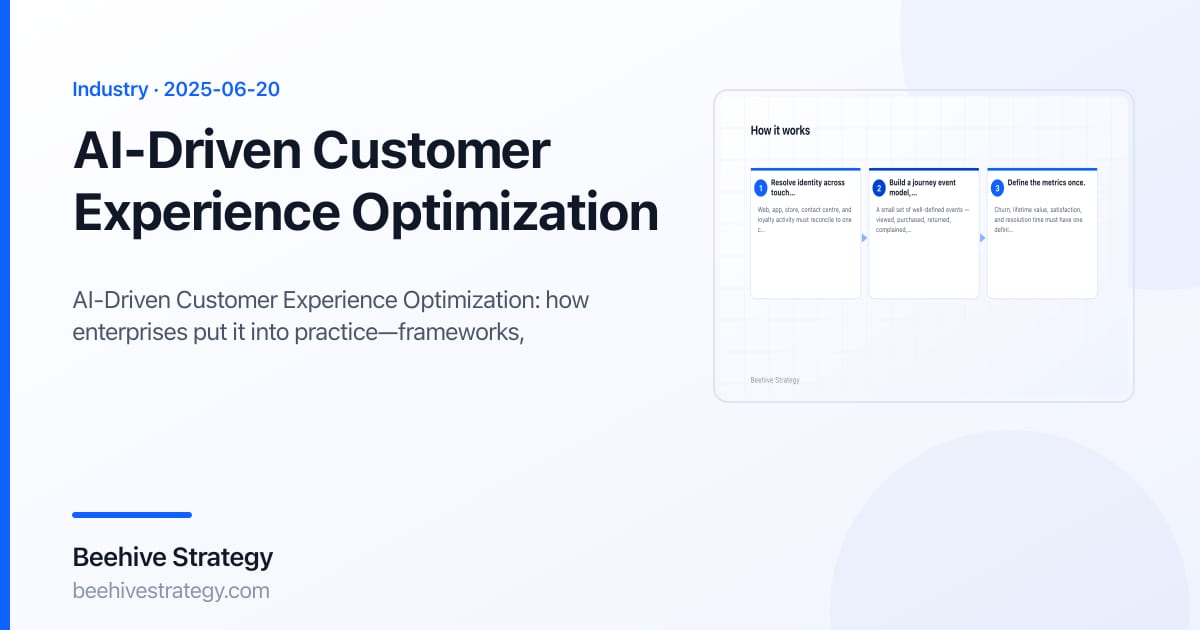 Industry · 2025-06-20
AI-Driven Customer
Experience Optimization
AI-Driven Customer Experience Optimization: how
enterprises put it into practice—frameworks,
Beehive Strategy
beehivestrategy.com
How it works
1
Resolve identity across
touch...
Web, app, store, contact centre, and
loyalty activity must reconcile to one
c...
2
Build a journey event
model,...
A small set of well-defined events —
viewed, purchased, returned,
complained,...
3
Define the metrics once.
Churn, lifetime value, satisfaction,
and resolution time must have one
defini...
Beehive Strategy